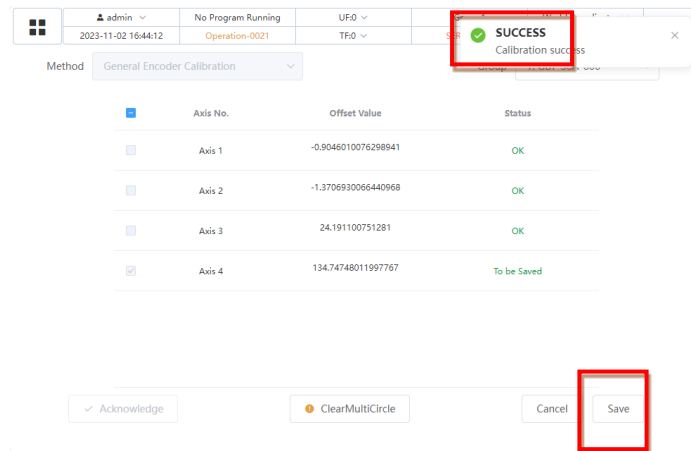 admin
No Program Running
UF:0
2023-11-02 16:44:12
Operation-0021
TF:0
SUCCESS
Calibration success
Method
General Encoder Calibration
Group
Axis No.
Offset Value
Status
Axis 1
-0.9046010076298941
OK
Axis 2
-1.3706930066440968
OK
Axis 3
24.191100751281
OK
Axis 4
134.74748011997767
To be Saved
Acknowledge
ClearMultiCircle
Cancel
Save